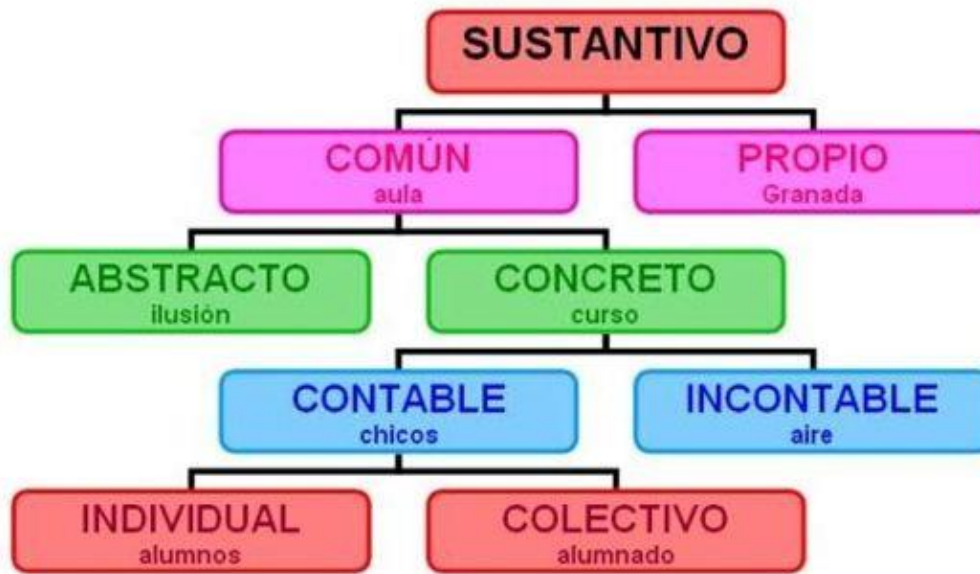 SUSTANTIVO
COMÚN
aula
PROPIO
Granada
ABSTRACTO
ilusión
CONCRETO
curso
CONTABLE
chicos
INCONTABLE
aire
INDIVIDUAL
alumnos
COLECTIVO
alumnado